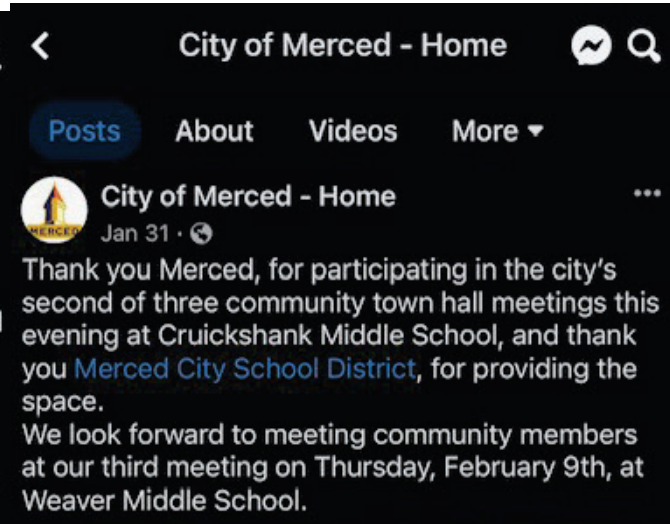 City of Merced - Home
Posts About Videos More
City of Merced - Home
MERCED
Jan 31 ·
Thank you Merced, for participating in the city's
second of three community town hall meetings this
evening at Cruickshank Middle School, and thank
you Merced City School District, for providing the
space.
We look forward to meeting community members
at our third meeting on Thursday, February 9th, at
Weaver Middle School.